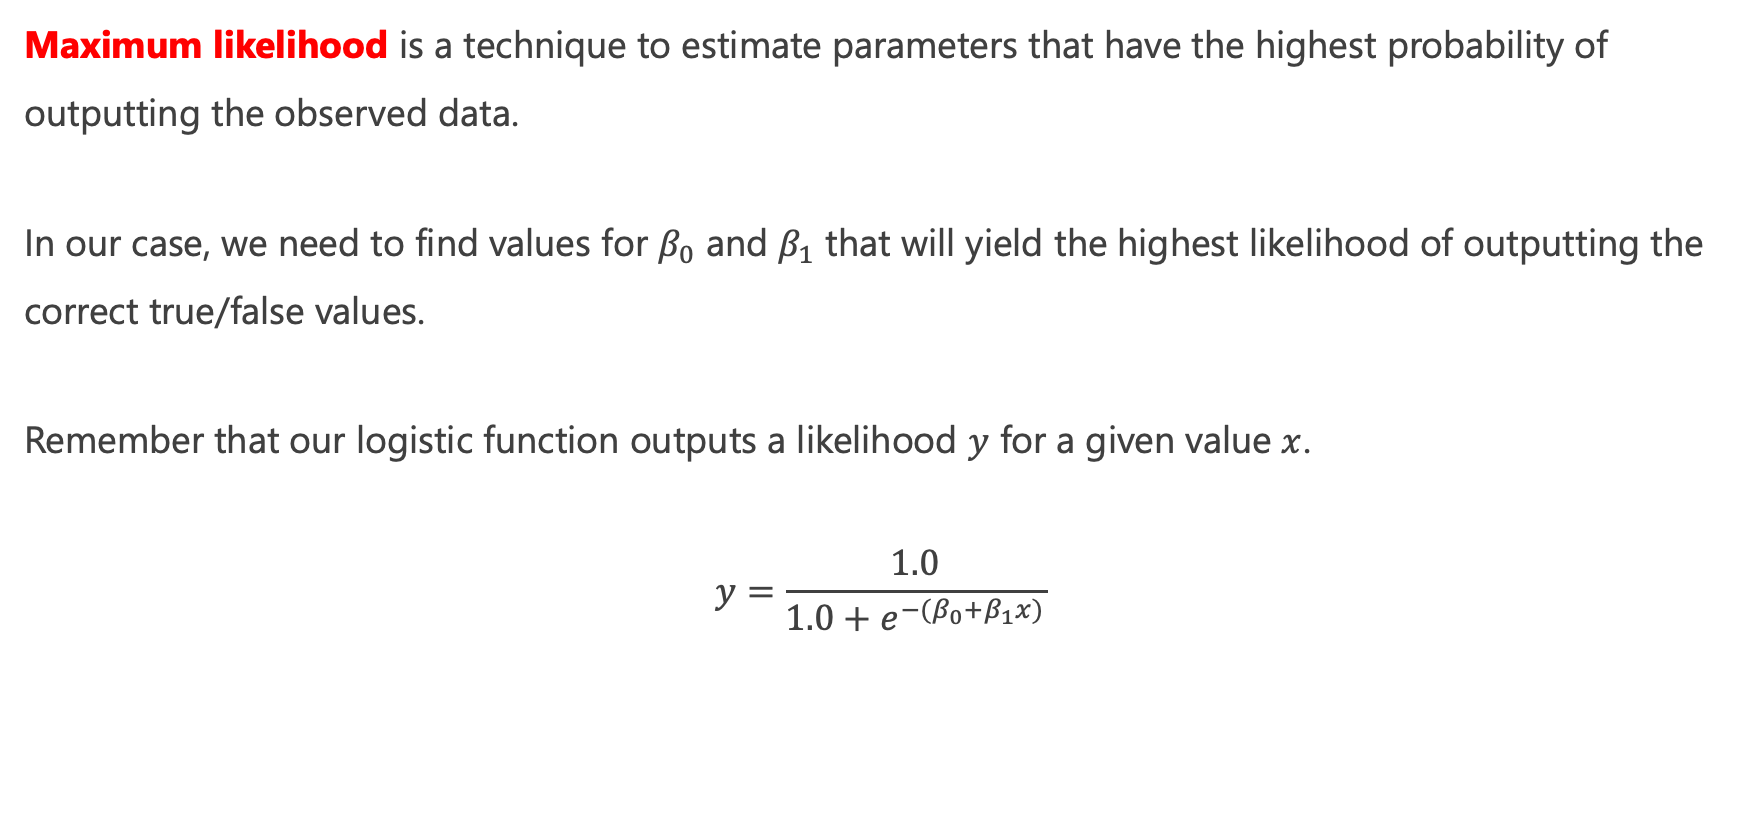 Maximum likelihood is a technique to estimate parameters that have the highest probability of
outputting the observed data.
In our case, we need to find values for β₀ and β₁ that will yield the highest likelihood of outputting the
correct true/false values.
Remember that our logistic function outputs a likelihood y for a given value x.
y = 1.0 / (1.0 + e^−(β₀+β₁x))